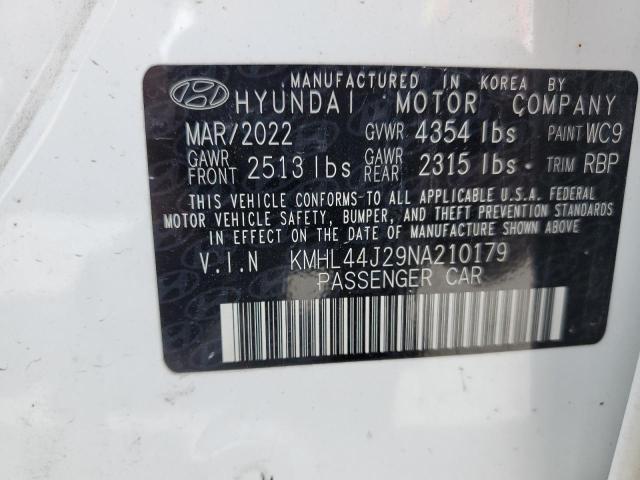 MANUFACTURED IN KOREA BY
HYUNDAI MOTOR COMPANY
MAR/2022 GVWR 4354 lbs PAINT WC9
GAWR FRONT 2513 lbs GAWR REAR 2315 lbs TRIM RBP
THIS VEHICLE CONFORMS TO ALL APPLICABLE U.S.A. FEDERAL
MOTOR VEHICLE SAFETY, BUMPER, AND THEFT PREVENTION STANDARDS
IN EFFECT ON THE DATE OF MANUFACTURE SHOWN ABOVE.
V.I.N KMHL44J29NA210179
PASSENGER CAR